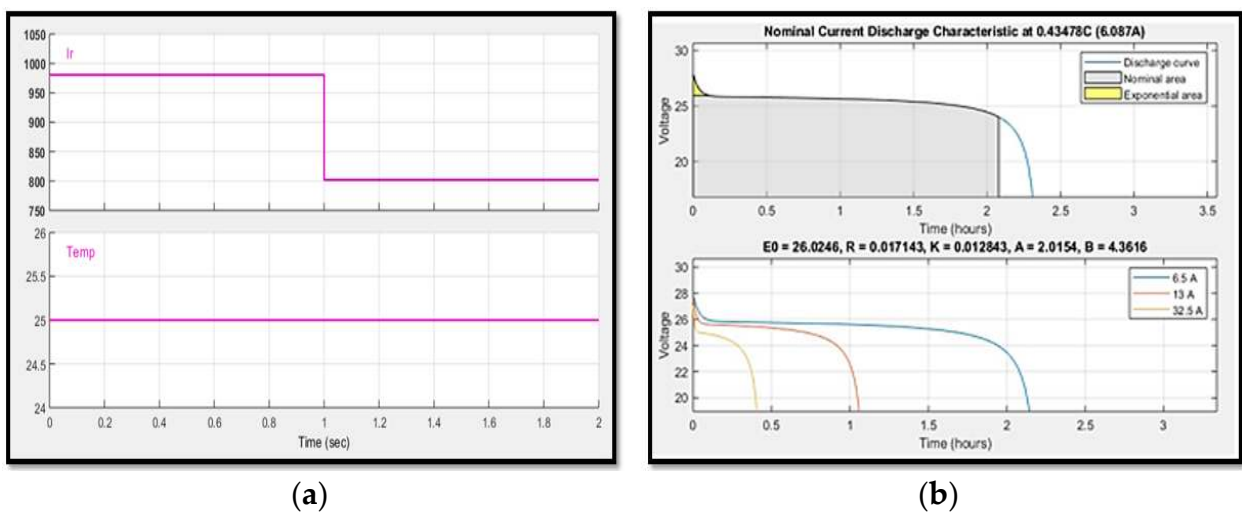 1050
Ir
1000
950
900
850
800
750
26
Temp
25.5
25
24.5
24
0 0.2 0.4 0.6 0.8 1 1.2 1.4 1.6 1.8 2
Time (sec)
(a)
Nominal Current Discharge Characteristic at 0.43478C (6.087A)
30
25
20
Voltage
Discharge curve
Nominal area
Exponential area
0 0.5 1 1.5 2 2.5 3 3.5
Time (hours)
E0 = 26.0246, R = 0.017143, K = 0.012843, A = 2.0154, B = 4.3616
30
28
26
24
22
20
Voltage
6.5 A
13 A
32.5 A
0 0.5 1 1.5 2 2.5 3
Time (hours)
(b)